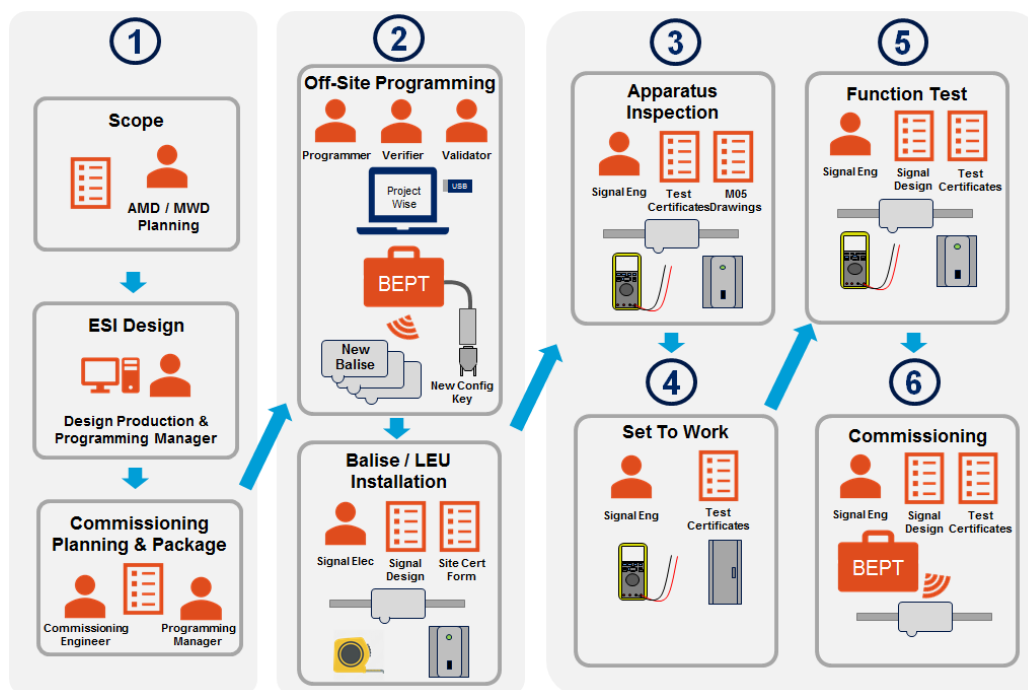 1
Scope
AMD / MWD
Planning
ESI Design
Design Production &
Programming Manager
Commissioning
Planning & Package
Commissioning
Engineer
Programming
Manager
2
Off-Site Programming
Programmer
Verifier
Validator
Project
Wise
USB
BEPT
New
Balise
New Config
Key
Balise / LEU
Installation
Signal Elec
Signal
Design
Site Cert
Form
3
Apparatus
Inspection
Signal Eng
Test
Certificates
M05
Drawings
4
Set To Work
Signal Eng
Test
Certificates
5
Function Test
Signal Eng
Signal
Design
Test
Certificates
6
Commissioning
Signal Eng
Signal
Design
Test
Certificates
BEPT